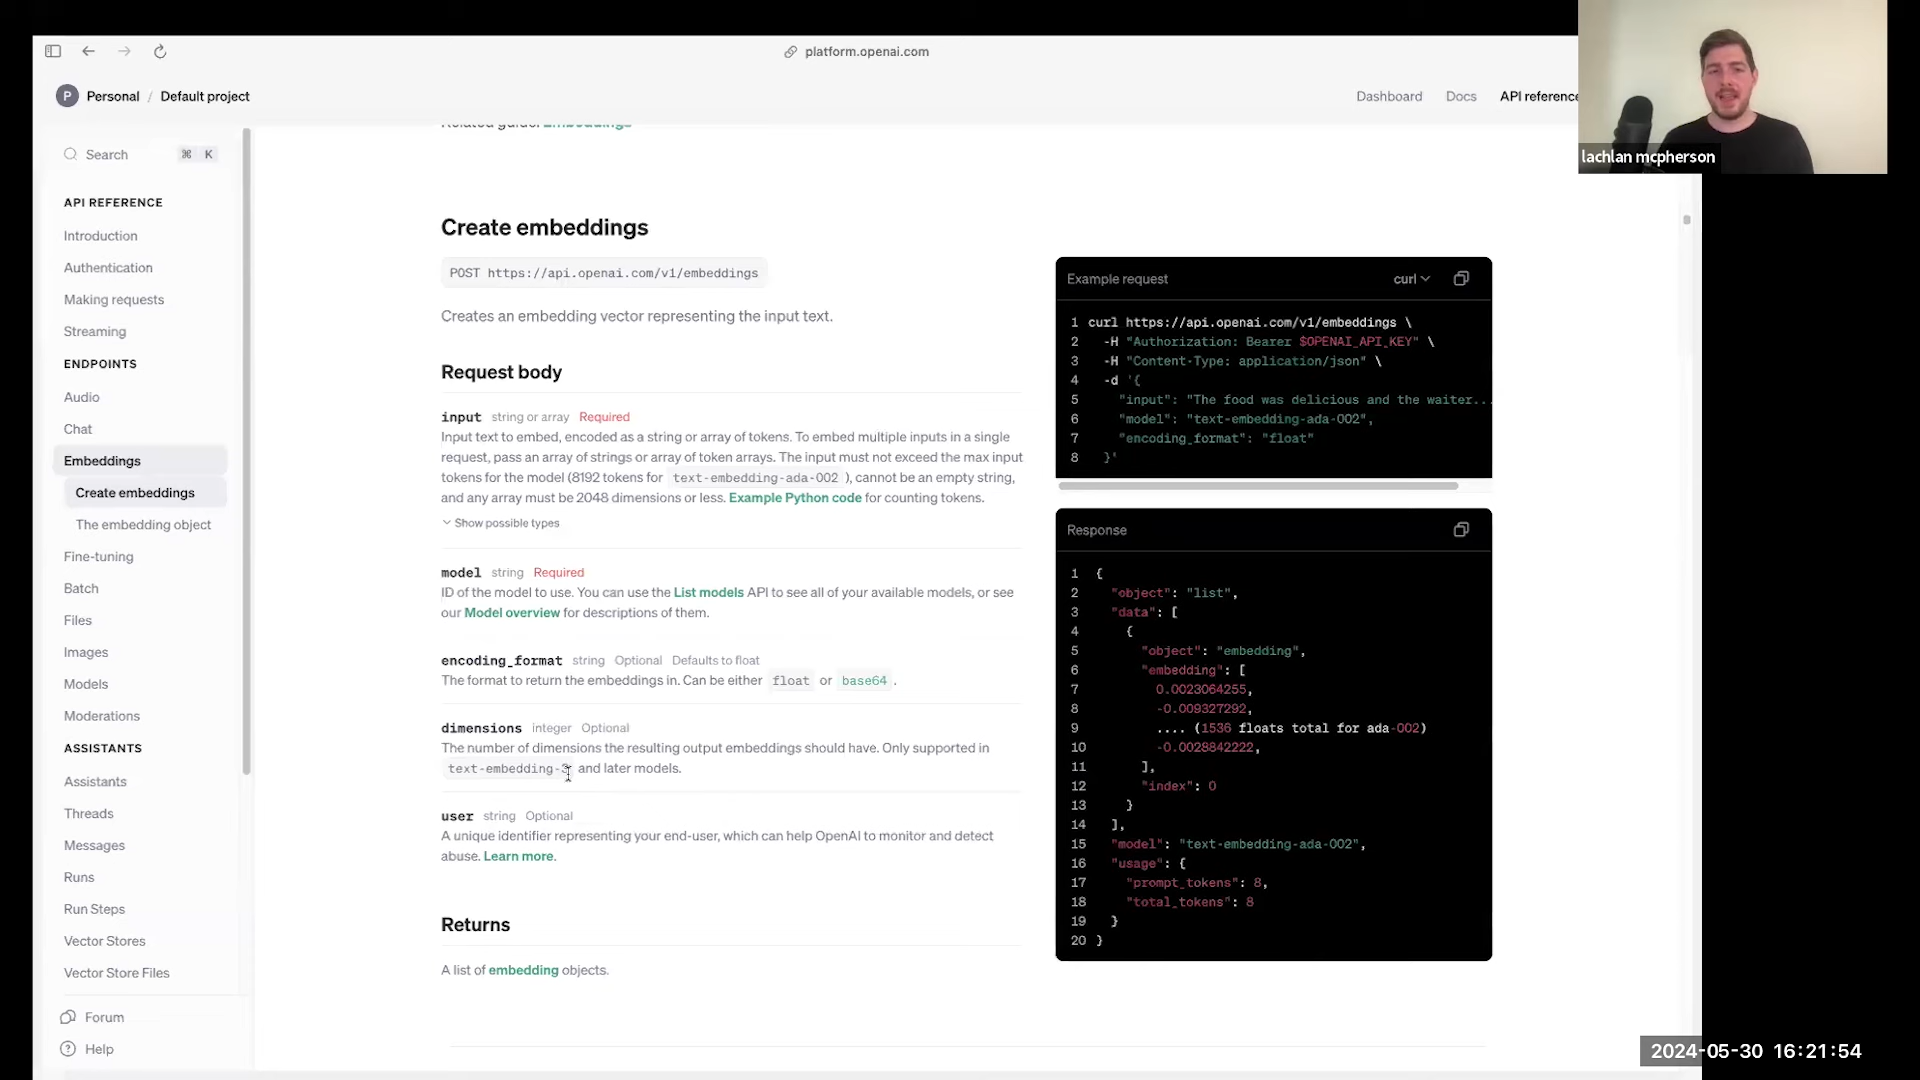 platform.openai.com
P Personal / Default project
Dashboard Docs API reference
lachlan mcpherson
Search ⌘ K
API REFERENCE
Introduction
Authentication
Making requests
Streaming
ENDPOINTS
Audio
Chat
Embeddings
Create embeddings
The embedding object
Fine-tuning
Batch
Files
Images
Models
Moderations
ASSISTANTS
Assistants
Threads
Messages
Runs
Run Steps
Vector Stores
Vector Store Files
Forum
Help
Related guide: Embeddings
Create embeddings
POST https://api.openai.com/v1/embeddings
Creates an embedding vector representing the input text.
Request body
input string or array Required
Input text to embed, encoded as a string or array of tokens. To embed multiple inputs in a single
request, pass an array of strings or array of token arrays. The input must not exceed the max input
tokens for the model (8192 tokens for text-embedding-ada-002 ), cannot be an empty string,
and any array must be 2048 dimensions or less. Example Python code for counting tokens.
Show possible types
model string Required
ID of the model to use. You can use the List models API to see all of your available models, or see
our Model overview for descriptions of them.
encoding_format string Optional Defaults to float
The format to return the embeddings in. Can be either float or base64 .
dimensions integer Optional
The number of dimensions the resulting output embeddings should have. Only supported in
text-embedding-3 and later models.
user string Optional
A unique identifier representing your end-user, which can help OpenAI to monitor and detect
abuse. Learn more.
Returns
A list of embedding objects.
Example request curl
1 curl https://api.openai.com/v1/embeddings \
2 -H "Authorization: Bearer $OPENAI_API_KEY" \
3 -H "Content-Type: application/json" \
4 -d '{
5 "input": "The food was delicious and the waiter...
6 "model": "text-embedding-ada-002",
7 "encoding_format": "float"
8 }'
Response
1 {
2 "object": "list",
3 "data": [
4 {
5 "object": "embedding",
6 "embedding": [
7 0.0023064255,
8 -0.009327292,
9 .... (1536 floats total for ada-002)
10 -0.0028842222,
11 ],
12 "index": 0
13 }
14 ],
15 "model": "text-embedding-ada-002",
16 "usage": {
17 "prompt_tokens": 8,
18 "total_tokens": 8
19 }
20 }
2024-05-30 16:21:54